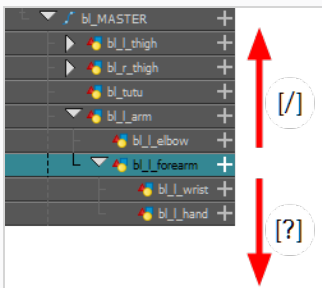 bl_MASTER
bl_l_thigh
bl_r_thigh
bl_tutu
bl_l_arm
bl_l_elbow
bl_l_forearm
bl_l_wrist
bl_l_hand
[/]
[?]